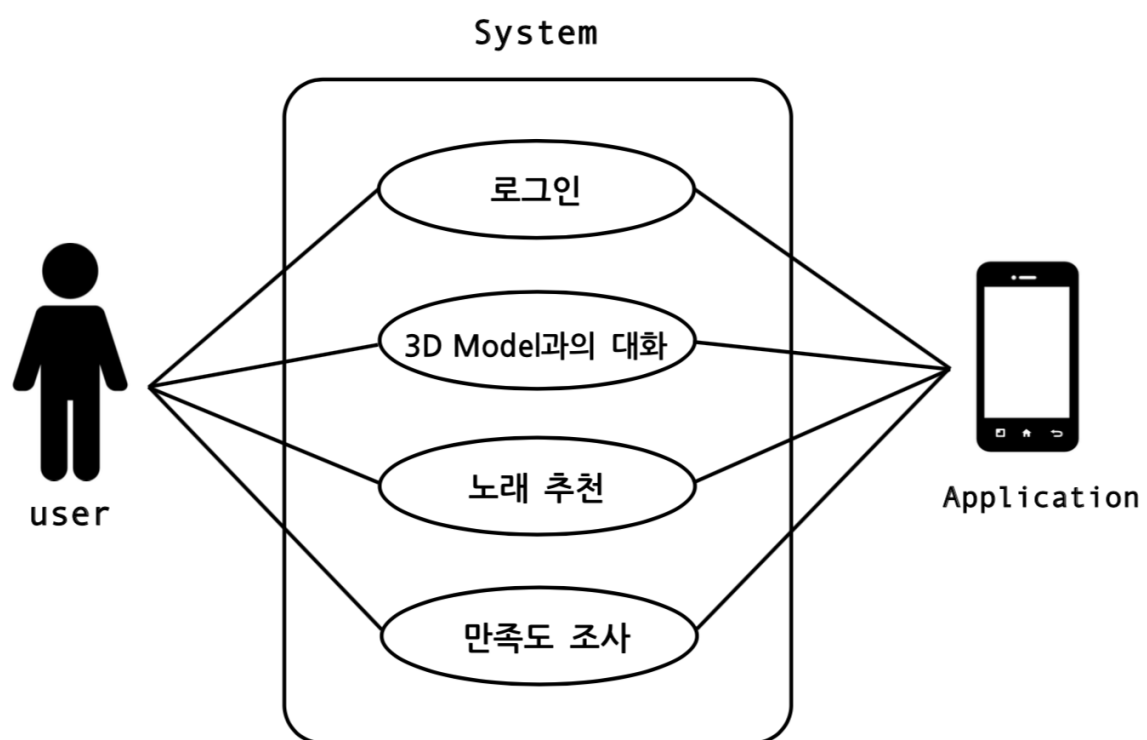 System
로그인
3D Model과의 대화
노래 추천
만족도 조사
user
Application